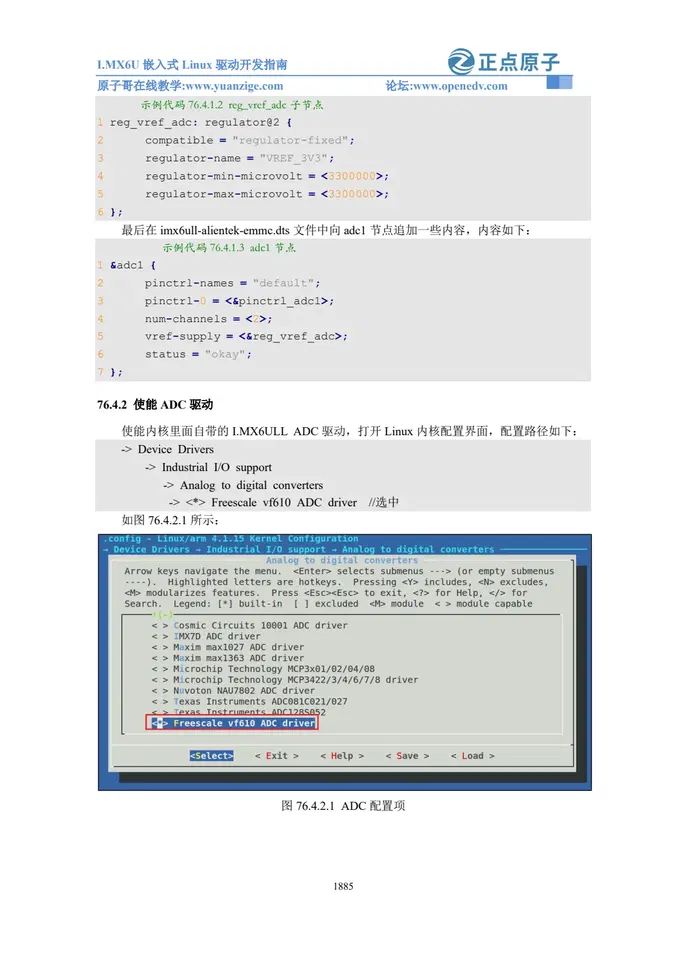 I.MX6U 嵌入式 Linux 驱动开发指南
正点原子
原子哥在线教学:www.yuanzige.com 论坛:www.openedv.com
示例代码 76.4.1.2 reg_vref_adc 子节点
1 reg_vref_adc: regulator@2 {
2 compatible = "regulator-fixed";
3 regulator-name = "VREF_3V3";
4 regulator-min-microvolt = <3300000>;
5 regulator-max-microvolt = <3300000>;
6 };
最后在 imx6ull-alientek-emmc.dts 文件中向 adc1 节点追加一些内容，内容如下：
示例代码 76.4.1.3 adc1 节点
1 &adc1 {
2 pinctrl-names = "default";
3 pinctrl-0 = <&pinctrl_adc1>;
4 num-channels = <2>;
5 vref-supply = <&reg_vref_adc>;
6 status = "okay";
7 };
76.4.2 使能 ADC 驱动
使能内核里面自带的 I.MX6ULL ADC 驱动，打开 Linux 内核配置界面，配置路径如下：
-> Device Drivers
-> Industrial I/O support
-> Analog to digital converters
-> <*> Freescale vf610 ADC driver //选中
如图 76.4.2.1 所示：
.config - Linux/arm 4.1.15 Kernel Configuration
→ Device Drivers → Industrial I/O support → Analog to digital converters
Analog to digital converters
Arrow keys navigate the menu. <Enter> selects submenus ---> (or empty submenus
----). Highlighted letters are hotkeys. Pressing <Y> includes, <N> excludes,
<M> modularizes features. Press <Esc><Esc> to exit, <?> for Help, </> for
Search. Legend: [*] built-in [ ] excluded <M> module < > module capable
^(-)
< > Cosmic Circuits 10001 ADC driver
< > IMX7D ADC driver
< > Maxim max1027 ADC driver
< > Maxim max1363 ADC driver
< > Microchip Technology MCP3x01/02/04/08
< > Microchip Technology MCP3422/3/4/6/7/8 driver
< > Nuvoton NAU7802 ADC driver
< > Texas Instruments ADC081C021/027
< > Texas Instruments ADC128S052
<*> Freescale vf610 ADC driver
<Select> < Exit > < Help > < Save > < Load >
图 76.4.2.1 ADC 配置项
1885